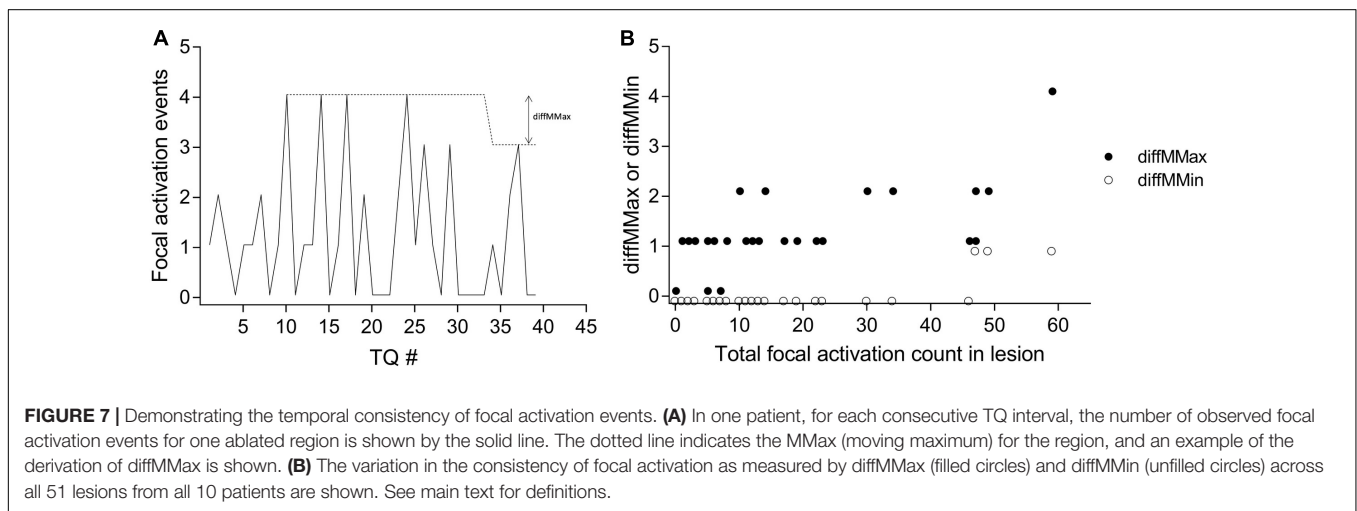 A
5
4
3
2
1
0
Focal activation events
diffMMax
5 10 15 20 25 30 35 40 45
TQ #
B
5
4
3
2
1
0
diffMMax or diffMMin
diffMMax
diffMMin
0 10 20 30 40 50 60
Total focal activation count in lesion
FIGURE 7 | Demonstrating the temporal consistency of focal activation events. (A) In one patient, for each consecutive TQ interval, the number of observed focal
activation events for one ablated region is shown by the solid line. The dotted line indicates the MMax (moving maximum) for the region, and an example of the
derivation of diffMMax is shown. (B) The variation in the consistency of focal activation as measured by diffMMax (filled circles) and diffMMin (unfilled circles) across
all 51 lesions from all 10 patients are shown. See main text for definitions.